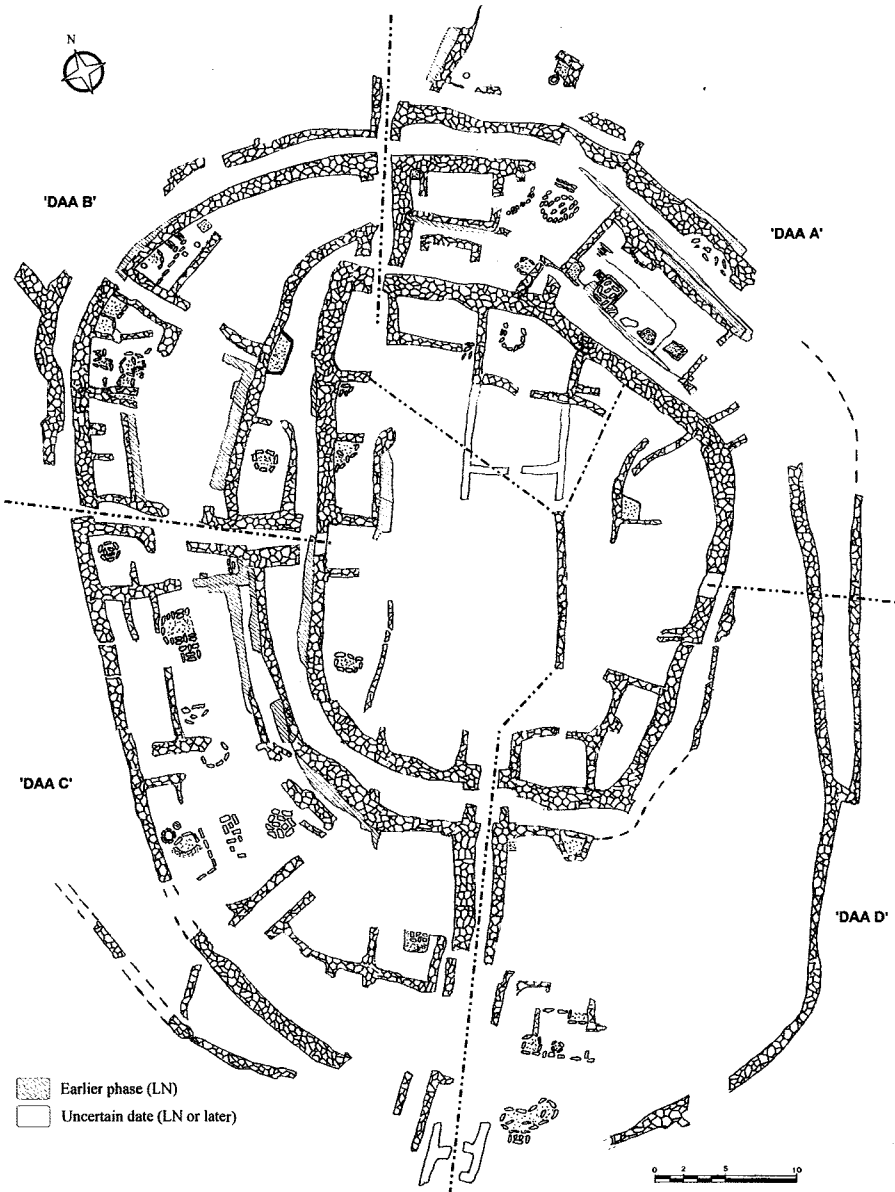 N
'DAA B'
'DAA A'
'DAA C'
'DAA D'
Earlier phase (LN)
Uncertain date (LN or later)
0 2 5 10